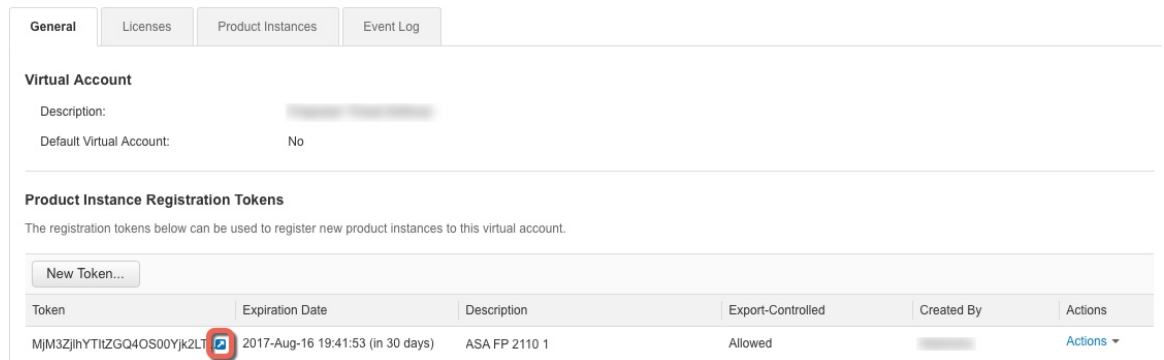 General Licenses Product Instances Event Log
Virtual Account
Description:
Default Virtual Account: No
Product Instance Registration Tokens
The registration tokens below can be used to register new product instances to this virtual account.
New Token...
Token Expiration Date Description Export-Controlled Created By Actions
MjM3ZjlhYTItZGQ4OS00Yjk2LT 2017-Aug-16 19:41:53 (in 30 days) ASA FP 2110 1 Allowed Actions